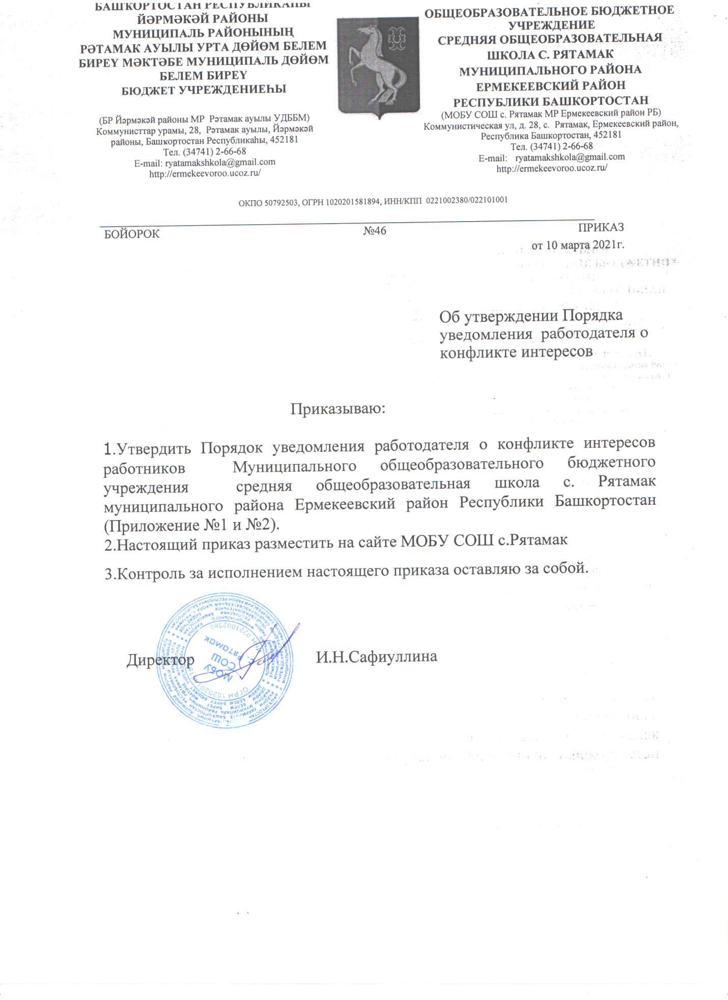 БАШҠОРТОСТАН РЕСПУБЛИКАҺЫ
ЙӘРМӘКӘЙ РАЙОНЫ
МУНИЦИПАЛЬ РАЙОНЫНЫҢ
РӘТАМАК АУЫЛЫ УРТА ДӨЙӨМ БЕЛЕМ
БИРЕҮ МӘКТӘБЕ МУНИЦИПАЛЬ ДӨЙӨМ
БЕЛЕМ БИРЕҮ
БЮДЖЕТ УЧРЕЖДЕНИЕҺЫ
(БР Йәрмәкәй районы МР Рәтамак ауылы УДББМ)
Коммунисттар урамы, 28, Рәтамак ауылы, Йәрмәкәй
районы, Башҡортостан Республикаһы, 452181
Тел. (34741) 2-66-68
E-mail: ryatamakshkola@gmail.com
http://ermekeevoroo.ucoz.ru/
ОБЩЕОБРАЗОВАТЕЛЬНОЕ БЮДЖЕТНОЕ
УЧРЕЖДЕНИЕ
СРЕДНЯЯ ОБЩЕОБРАЗОВАТЕЛЬНАЯ
ШКОЛА С. РЯТАМАК
МУНИЦИПАЛЬНОГО РАЙОНА
ЕРМЕКЕЕВСКИЙ РАЙОН
РЕСПУБЛИКИ БАШКОРТОСТАН
(МОБУ СОШ с. Рятамак МР Ермекеевский район РБ)
Коммунистическая ул, д. 28, с. Рятамак, Ермекеевский район,
Республика Башкортостан, 452181
Тел. (34741) 2-66-68
E-mail: ryatamakshkola@gmail.com
http://ermekeevoroo.ucoz.ru/
ОКПО 50792503, ОГРН 1020201581894, ИНН/КПП 0221002380/022101001
БОЙОРОК №46 ПРИКАЗ
от 10 марта 2021г.
Об утверждении Порядка
уведомления работодателя о
конфликте интересов
Приказываю:
1.Утвердить Порядок уведомления работодателя о конфликте интересов
работников Муниципального общеобразовательного бюджетного
учреждения средняя общеобразовательная школа с. Рятамак
муниципального района Ермекеевский район Республики Башкортостан
(Приложение №1 и №2).
2.Настоящий приказ разместить на сайте МОБУ СОШ с.Рятамак
3.Контроль за исполнением настоящего приказа оставляю за собой.
Директор И.Н.Сафиуллина
МОБУ
СОШ
с. Рятамак
ИНН 0221002380